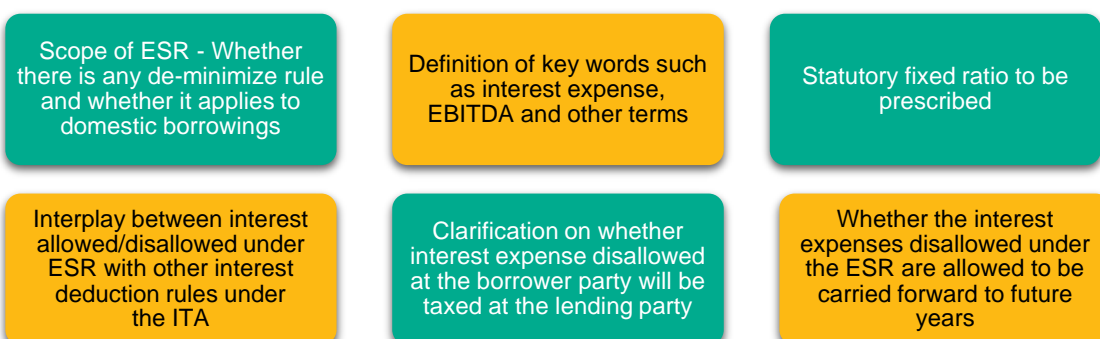 Scope of ESR - Whether
there is any de-minimize rule
and whether it applies to
domestic borrowings
Definition of key words such
as interest expense,
EBITDA and other terms
Statutory fixed ratio to be
prescribed
Interplay between interest
allowed/disallowed under
ESR with other interest
deduction rules under
the ITA
Clarification on whether
interest expense disallowed
at the borrower party will be
taxed at the lending party
Whether the interest
expenses disallowed under
the ESR are allowed to be
carried forward to future
years